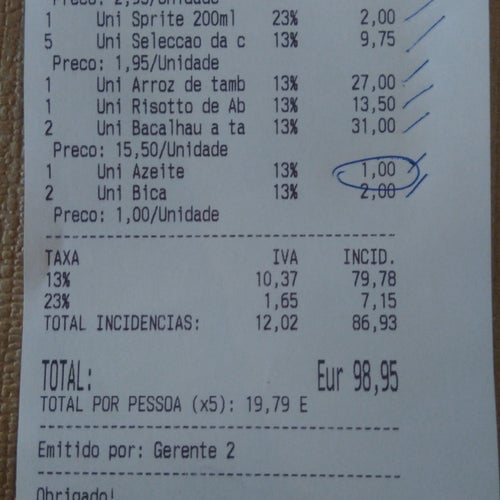 Preco: 2,95/Unidade
1 Uni Sprite 200ml 23% 2,00
5 Uni Seleccao da c 13% 9,75
Preco: 1,95/Unidade
1 Uni Arroz de tamb 13% 27,00
1 Uni Risotto de Ab 13% 13,50
2 Uni Bacalhau a ta 13% 31,00
Preco: 15,50/Unidade
1 Uni Azeite 13% 1,00
2 Uni Bica 13% 2,00
Preco: 1,00/Unidade
TAXA IVA INCID.
13% 10,37 79,78
23% 1,65 7,15
TOTAL INCIDENCIAS: 12,02 86,93
TOTAL: Eur 98,95
TOTAL POR PESSOA (x5): 19,79 E
Emitido por: Gerente 2
Obrigado!